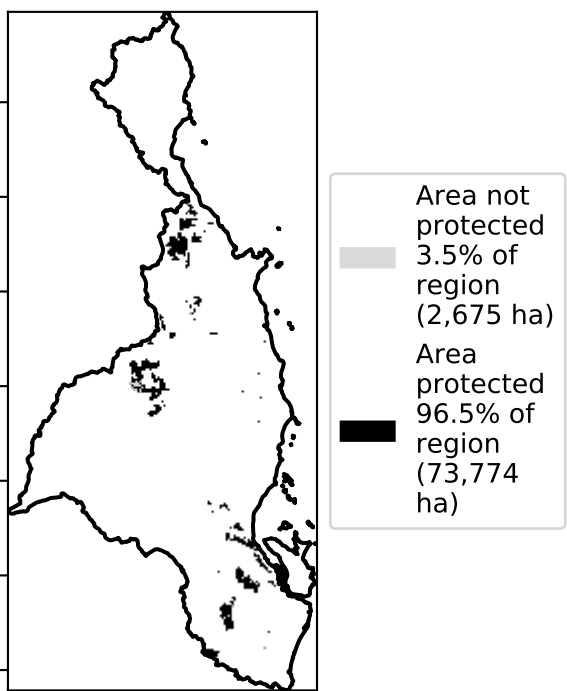 Area not
protected
3.5% of
region
(2,675 ha)
Area
protected
96.5% of
region
(73,774
ha)